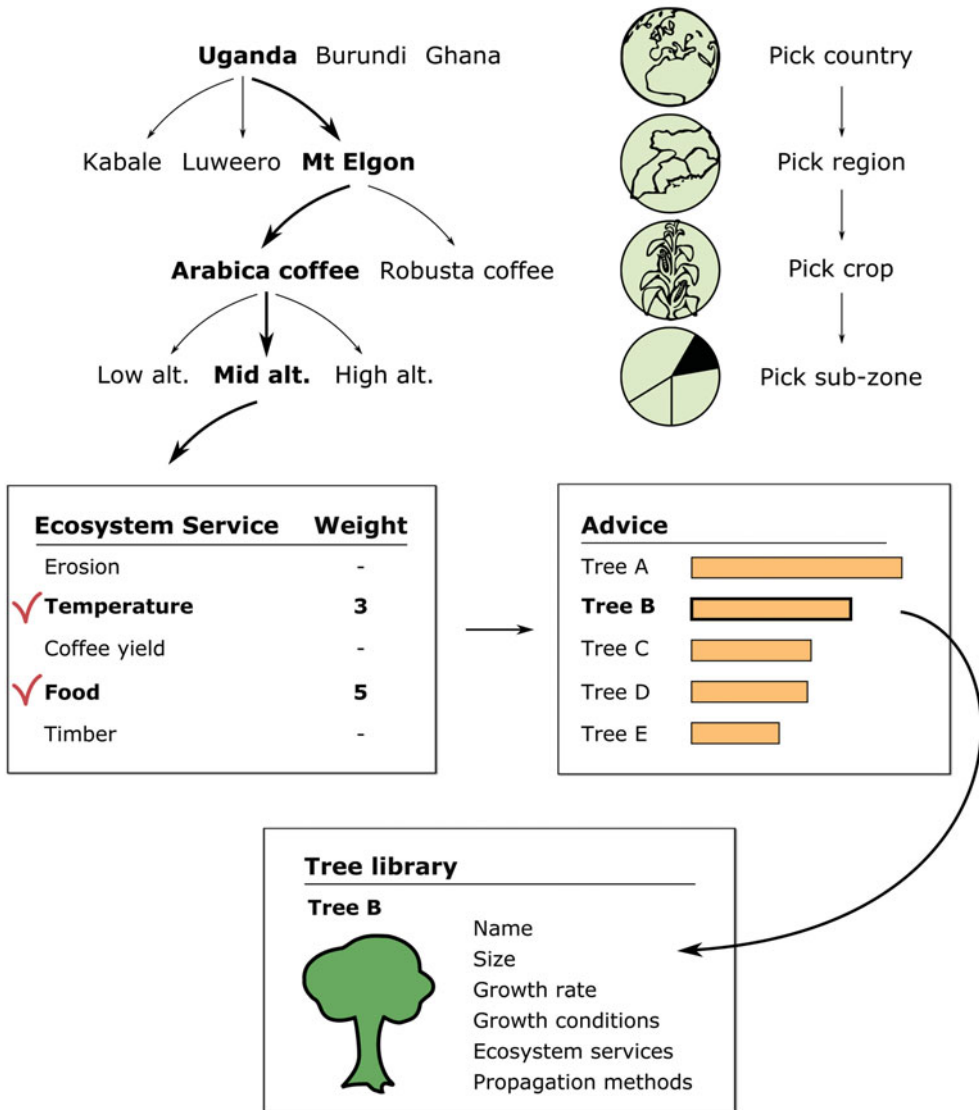 Uganda Burundi Ghana
Pick country
Kabale Luweero Mt Elgon
Pick region
Arabica coffee Robusta coffee
Pick crop
Low alt. Mid alt. High alt.
Pick sub-zone
Ecosystem Service Weight
Erosion -
Temperature 3
Coffee yield -
Food 5
Timber -
Advice
Tree A
Tree B
Tree C
Tree D
Tree E
Tree library
Tree B
Name
Size
Growth rate
Growth conditions
Ecosystem services
Propagation methods